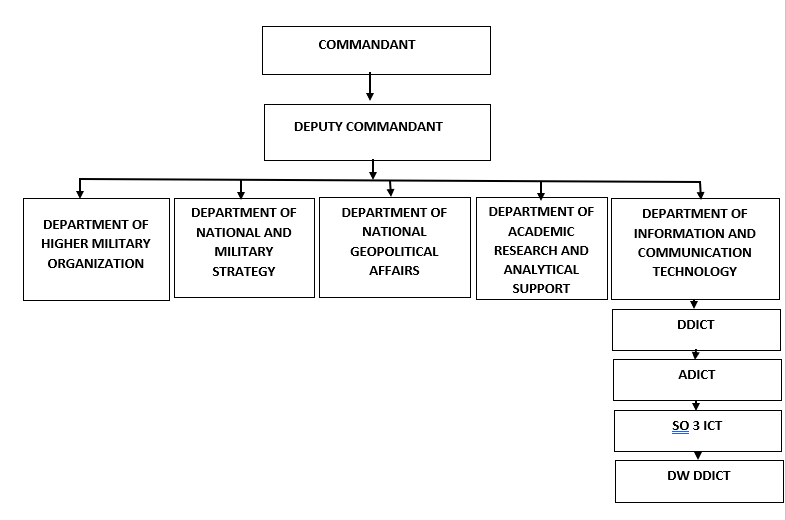 COMMANDANT
DEPUTY COMMANDANT
DEPARTMENT OF
HIGHER MILITARY
ORGANIZATION
DEPARTMENT OF
NATIONAL AND
MILITARY
STRATEGY
DEPARTMENT OF
NATIONAL
GEOPOLITICAL
AFFAIRS
DEPARTMENT OF
ACADEMIC
RESEARCH AND
ANALYTICAL
SUPPORT
DEPARTMENT OF
INFORMATION AND
COMMUNICATION
TECHNOLOGY
DDICT
ADICT
SO 3 ICT
DW DDICT